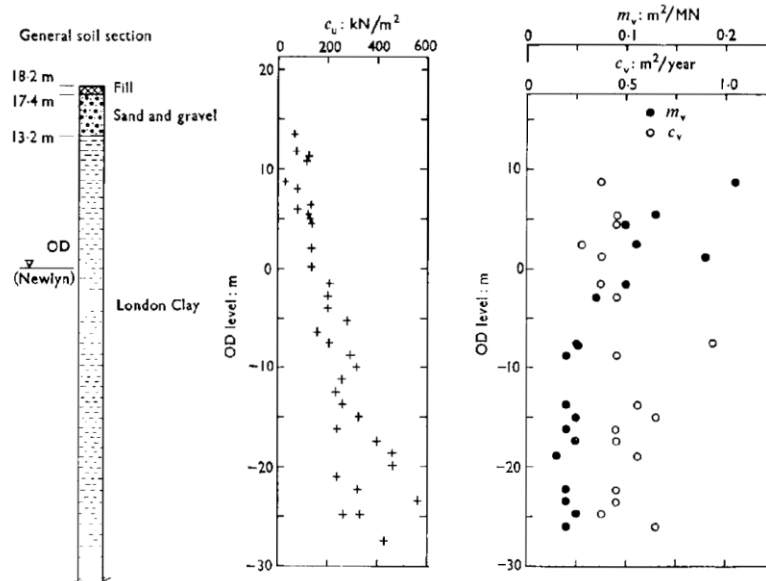 General soil section
18·2 m
17·4 m
13·2 m
Fill
Sand and gravel
OD
(Newlyn)
London Clay
c_u: kN/m²
0 200 400 600
20
10
0
−10
−20
−30
OD level: m
m_v: m²/MN
0 0·1 0·2
c_v: m²/year
0 0·5 1·0
m_v
c_v
10
0
−10
−20
−30
OD level: m